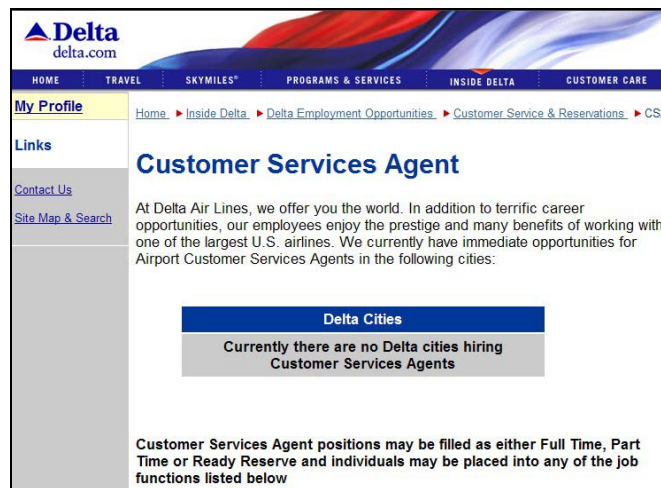 Delta
delta.com
HOME TRAVEL SKYMILES® PROGRAMS & SERVICES INSIDE DELTA CUSTOMER CARE
My Profile
Links
Contact Us
Site Map & Search
Home Inside Delta Delta Employment Opportunities Customer Service & Reservations CS
Customer Services Agent
At Delta Air Lines, we offer you the world. In addition to terrific career
opportunities, our employees enjoy the prestige and many benefits of working with
one of the largest U.S. airlines. We currently have immediate opportunities for
Airport Customer Services Agents in the following cities:
Delta Cities
Currently there are no Delta cities hiring
Customer Services Agents
Customer Services Agent positions may be filled as either Full Time, Part
Time or Ready Reserve and individuals may be placed into any of the job
functions listed below